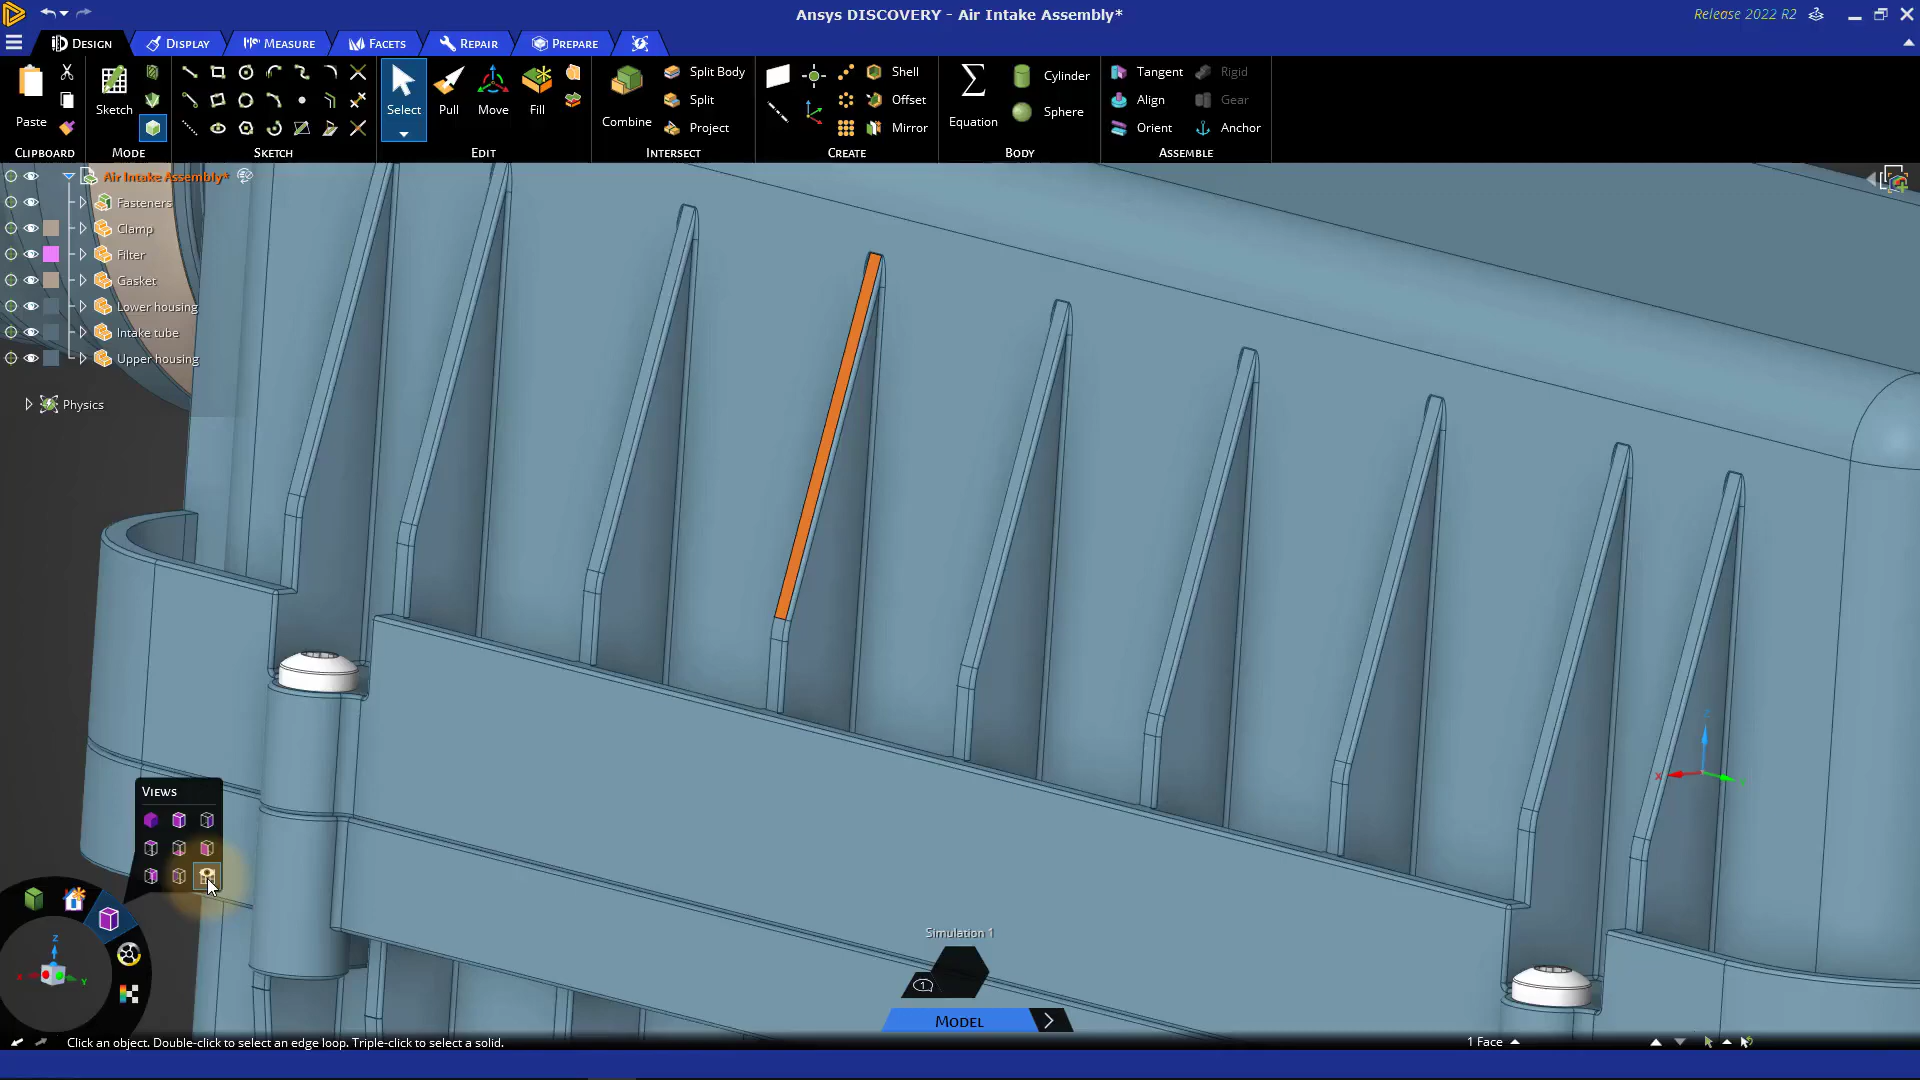 Ansys DISCOVERY - Air Intake Assembly*
Release 2022 R2
DESIGN
DISPLAY
MEASURE
FACETS
REPAIR
PREPARE
Paste
CLIPBOARD
Sketch
MODE
SKETCH
Select
Pull
Move
Fill
EDIT
Combine
Split Body
Split
Project
INTERSECT
Shell
Offset
Mirror
CREATE
Equation
Cylinder
Sphere
BODY
Tangent
Align
Orient
Rigid
Gear
Anchor
ASSEMBLE
Air Intake Assembly*
Fasteners
Clamp
Filter
Gasket
Lower housing
Intake tube
Upper housing
Physics
VIEWS
Z
X
Y
Z
X
Simulation 1
1
MODEL
Click an object. Double-click to select an edge loop. Triple-click to select a solid.
1 Face